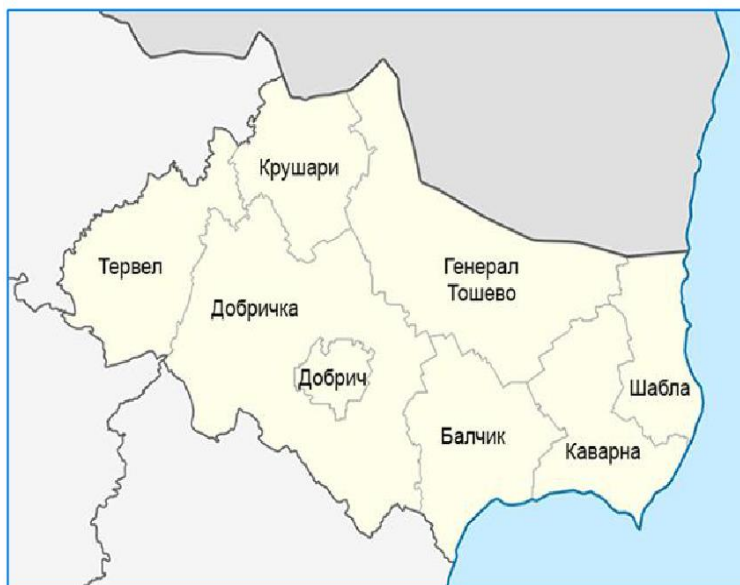 Крушари
Тервел
Генерал
Тошево
Добричка
Добрич
Шабла
Балчик
Каварна